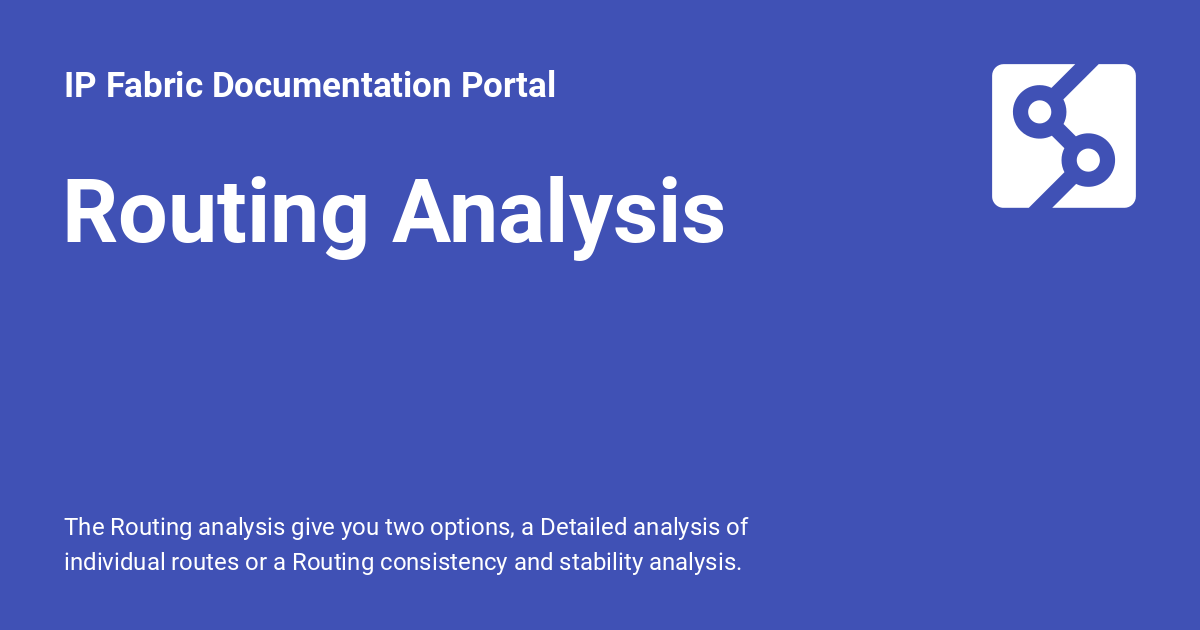 IP Fabric Documentation Portal
Routing Analysis
The Routing analysis give you two options, a Detailed analysis of
individual routes or a Routing consistency and stability analysis.